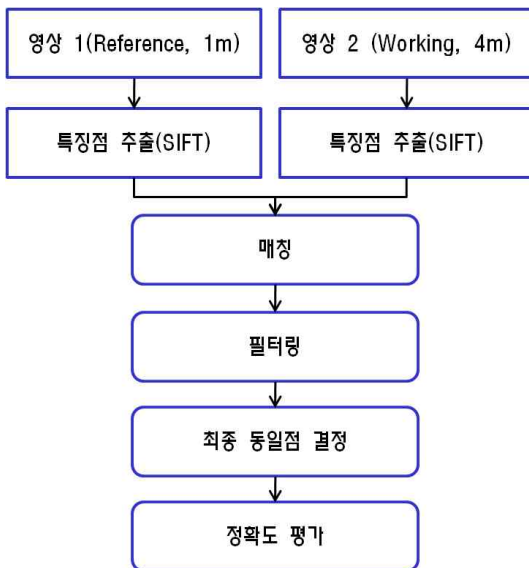 영상 1(Reference, 1m)
영상 2 (Working, 4m)
특징점 추출(SIFT)
특징점 추출(SIFT)
매칭
필터링
최종 동일점 결정
정확도 평가